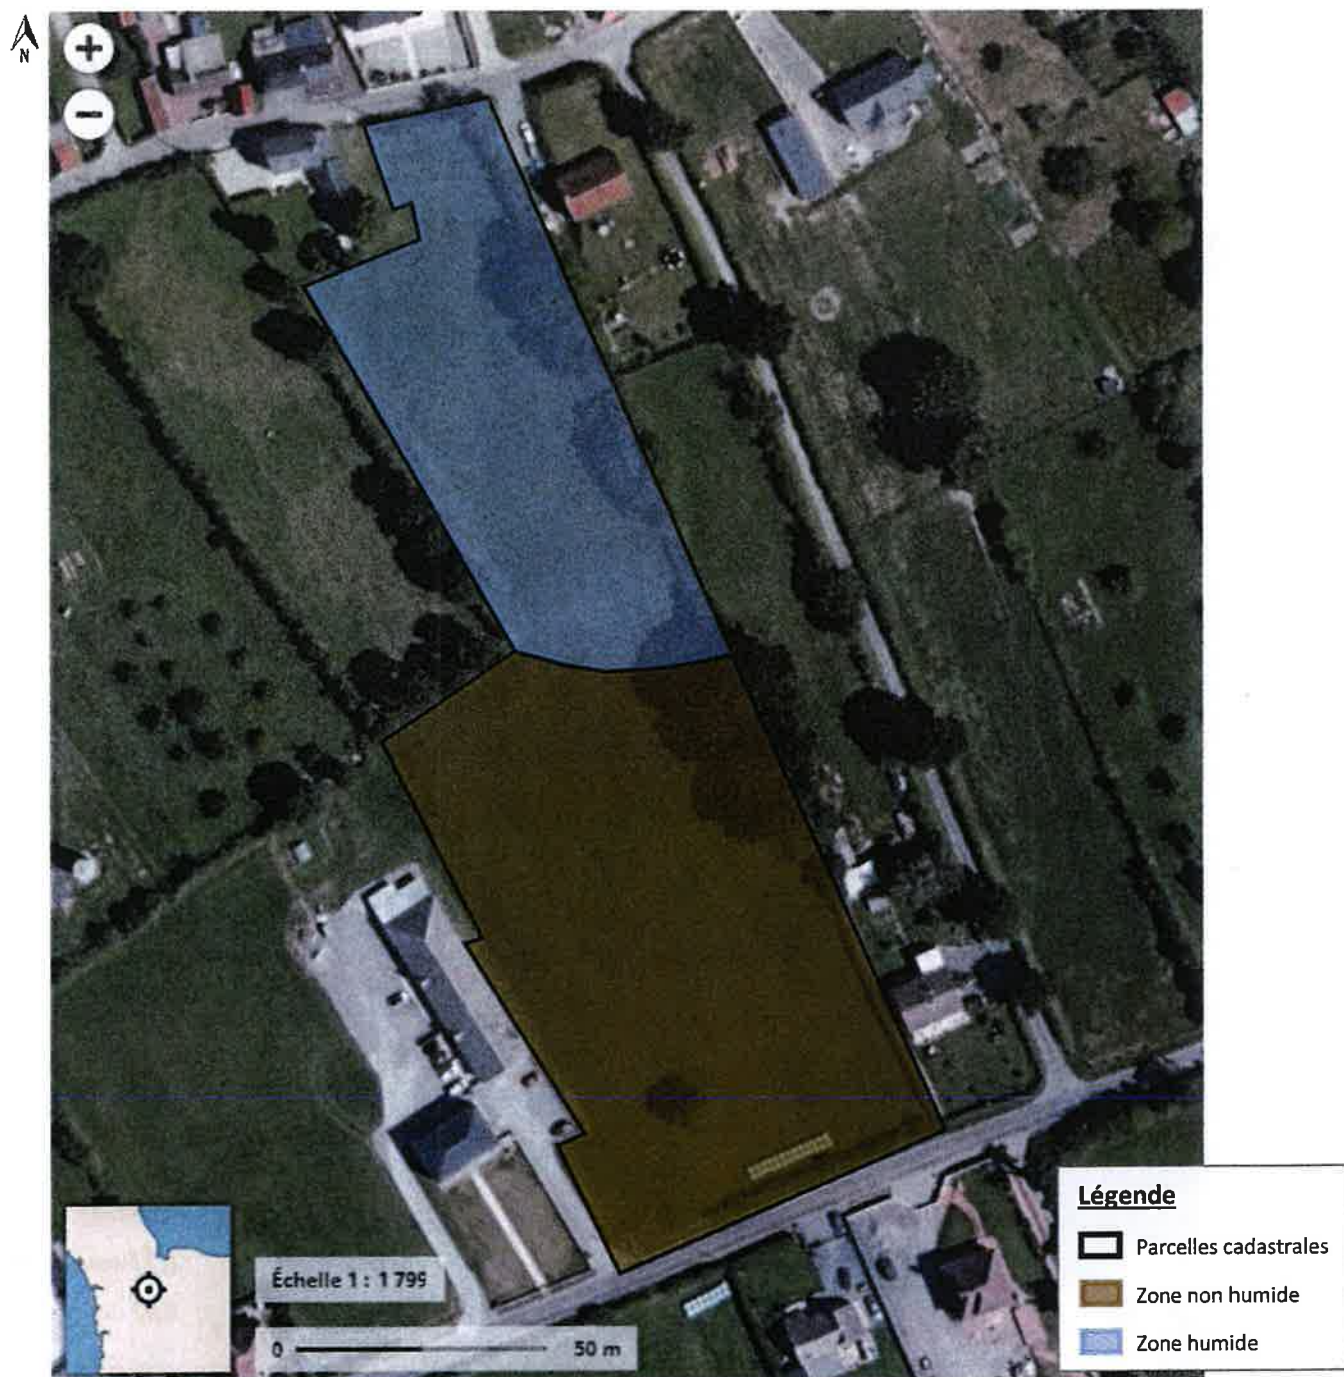 N
+
−
Échelle 1 : 1 799
0 50 m
Légende
Parcelles cadastrales
Zone non humide
Zone humide